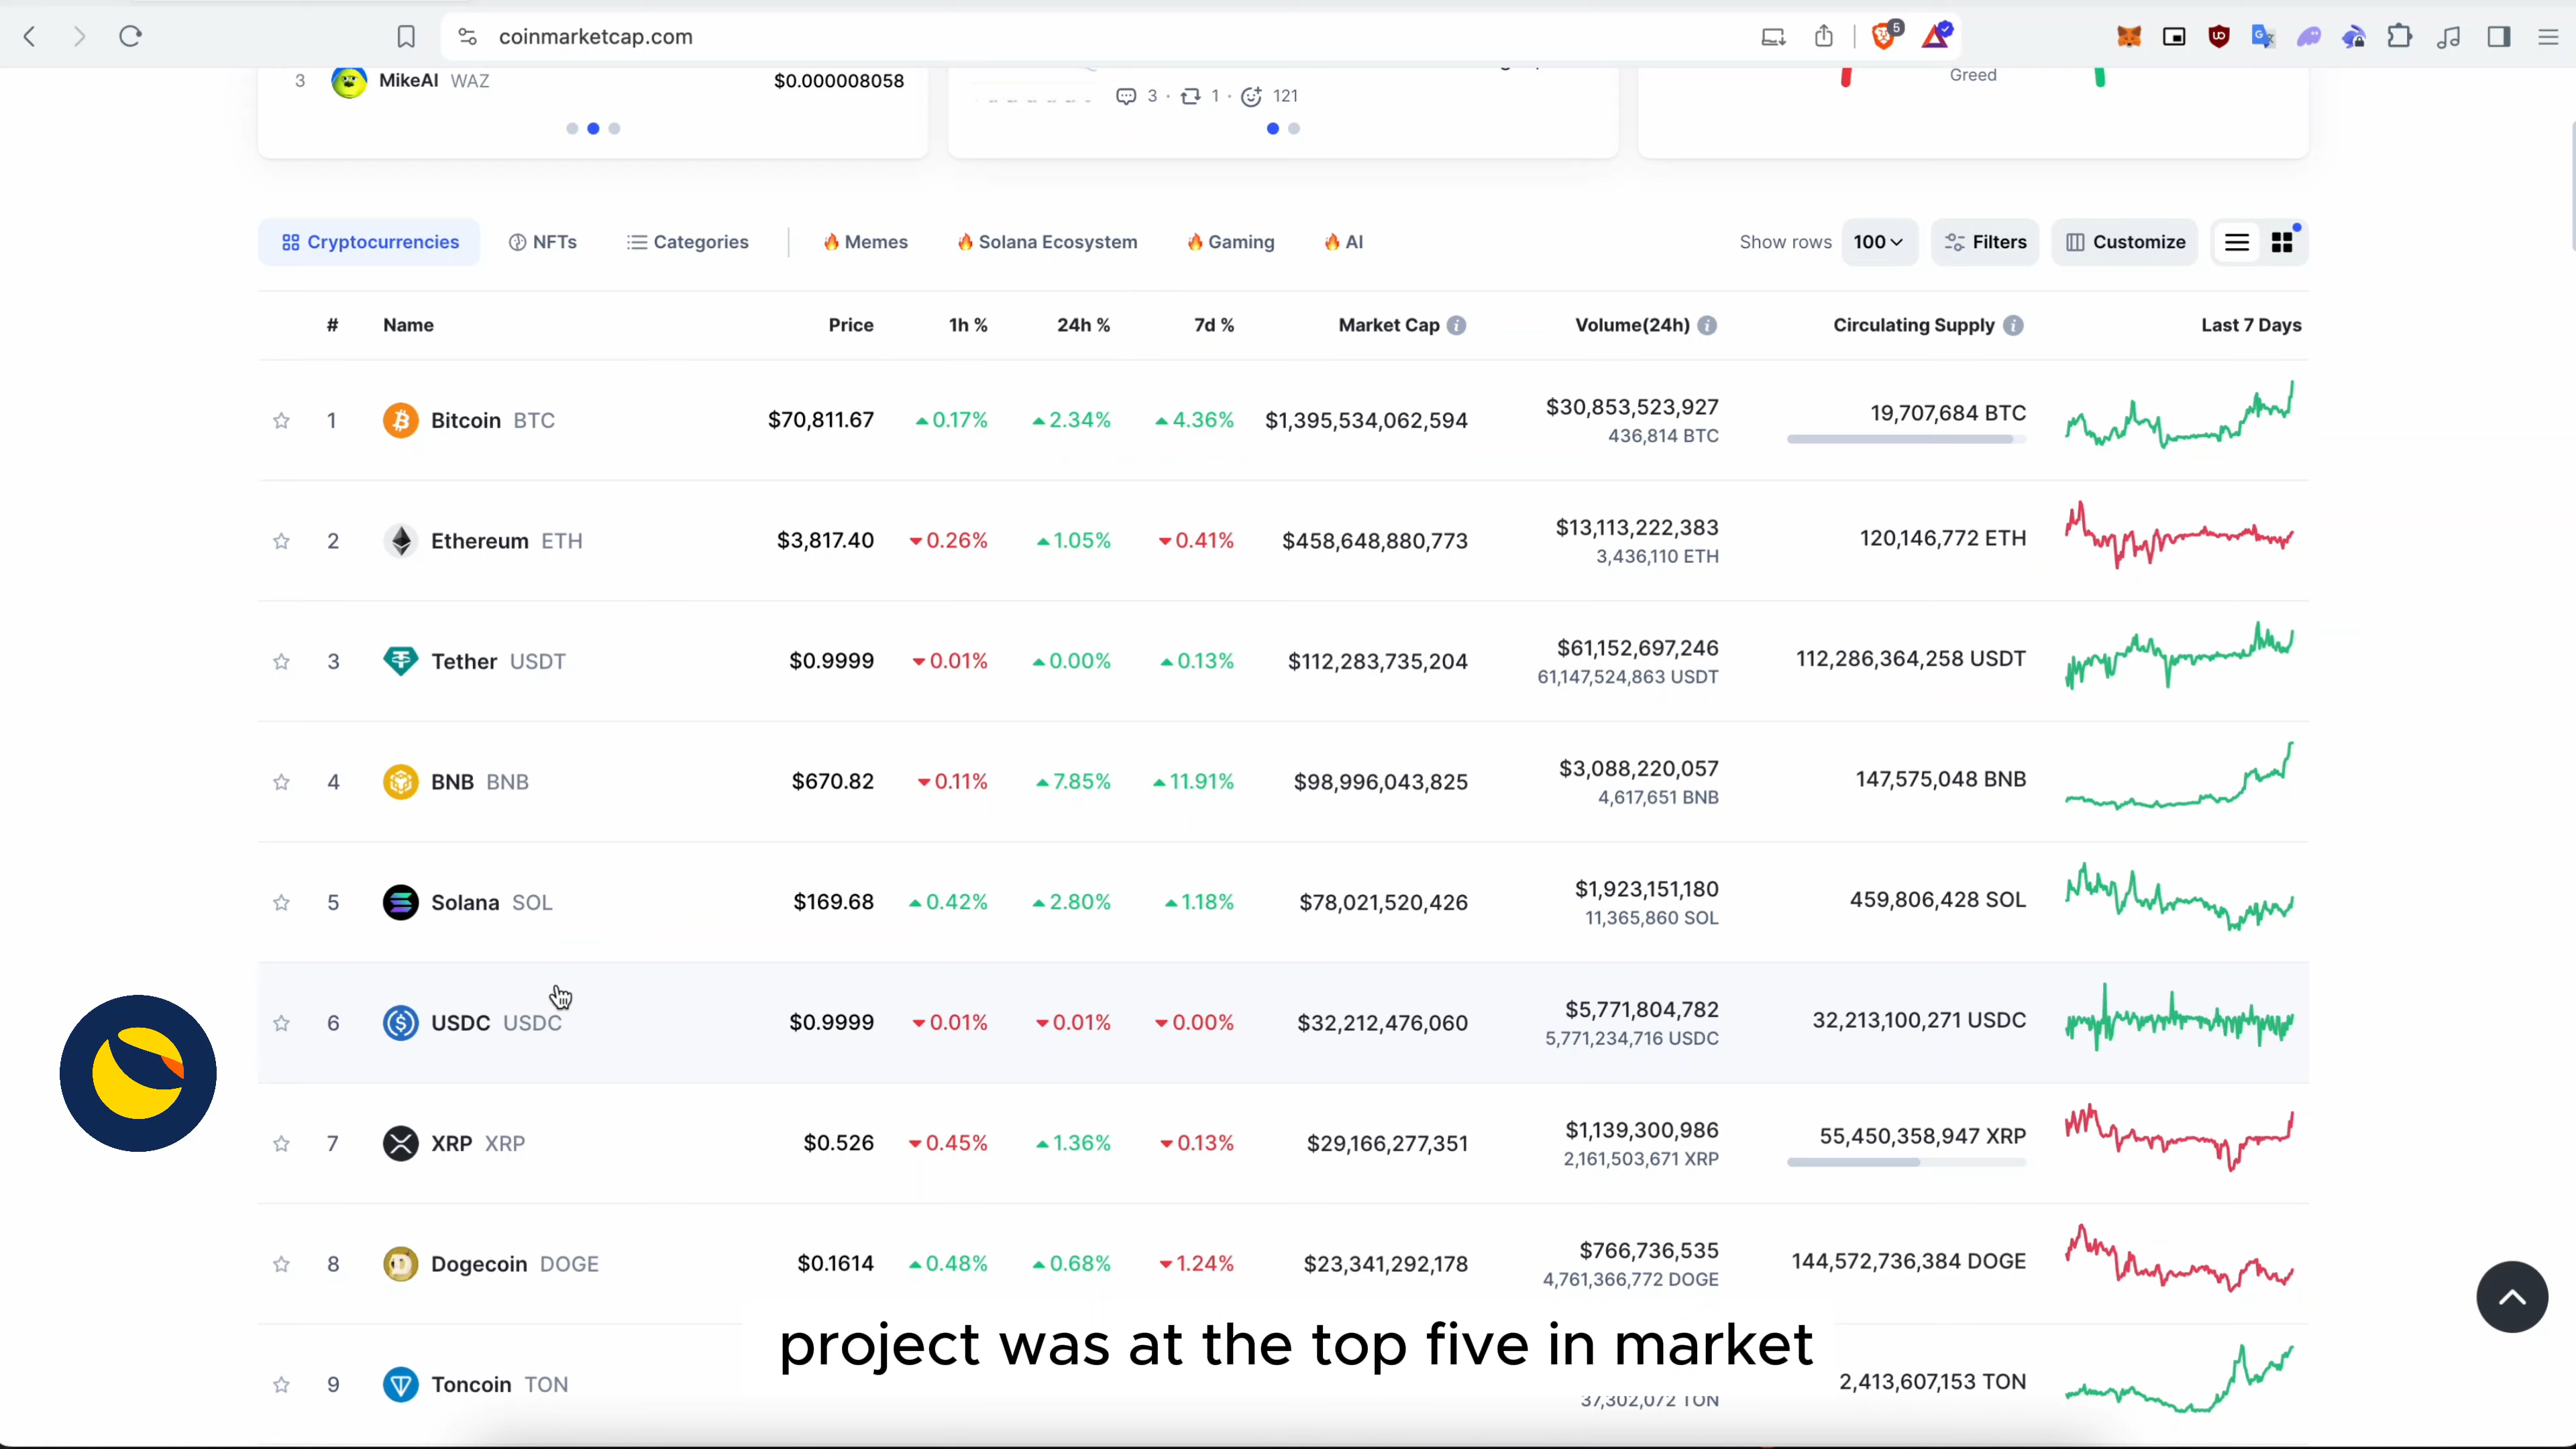 coinmarketcap.com
5
3 MikeAI WAZ $0.000008058
3 · 1 · 121
Greed
Cryptocurrencies NFTs Categories Memes Solana Ecosystem Gaming AI Show rows 100 Filters Customize
# Name Price 1h % 24h % 7d % Market Cap Volume(24h) Circulating Supply Last 7 Days
1 Bitcoin BTC $70,811.67 0.17% 2.34% 4.36% $1,395,534,062,594 $30,853,523,927 19,707,684 BTC
436,814 BTC
2 Ethereum ETH $3,817.40 0.26% 1.05% 0.41% $458,648,880,773 $13,113,222,383 120,146,772 ETH
3,436,110 ETH
3 Tether USDT $0.9999 0.01% 0.00% 0.13% $112,283,735,204 $61,152,697,246 112,286,364,258 USDT
61,147,524,863 USDT
4 BNB BNB $670.82 0.11% 7.85% 11.91% $98,996,043,825 $3,088,220,057 147,575,048 BNB
4,617,651 BNB
5 Solana SOL $169.68 0.42% 2.80% 1.18% $78,021,520,426 $1,923,151,180 459,806,428 SOL
11,365,860 SOL
6 USDC USDC $0.9999 0.01% 0.01% 0.00% $32,212,476,060 $5,771,804,782 32,213,100,271 USDC
5,771,234,716 USDC
7 XRP XRP $0.526 0.45% 1.36% 0.13% $29,166,277,351 $1,139,300,986 55,450,358,947 XRP
2,161,503,671 XRP
8 Dogecoin DOGE $0.1614 0.48% 0.68% 1.24% $23,341,292,178 $766,736,535 144,572,736,384 DOGE
4,761,366,772 DOGE
project was at the top five in market
9 Toncoin TON 2,413,607,153 TON
37,302,072 TON